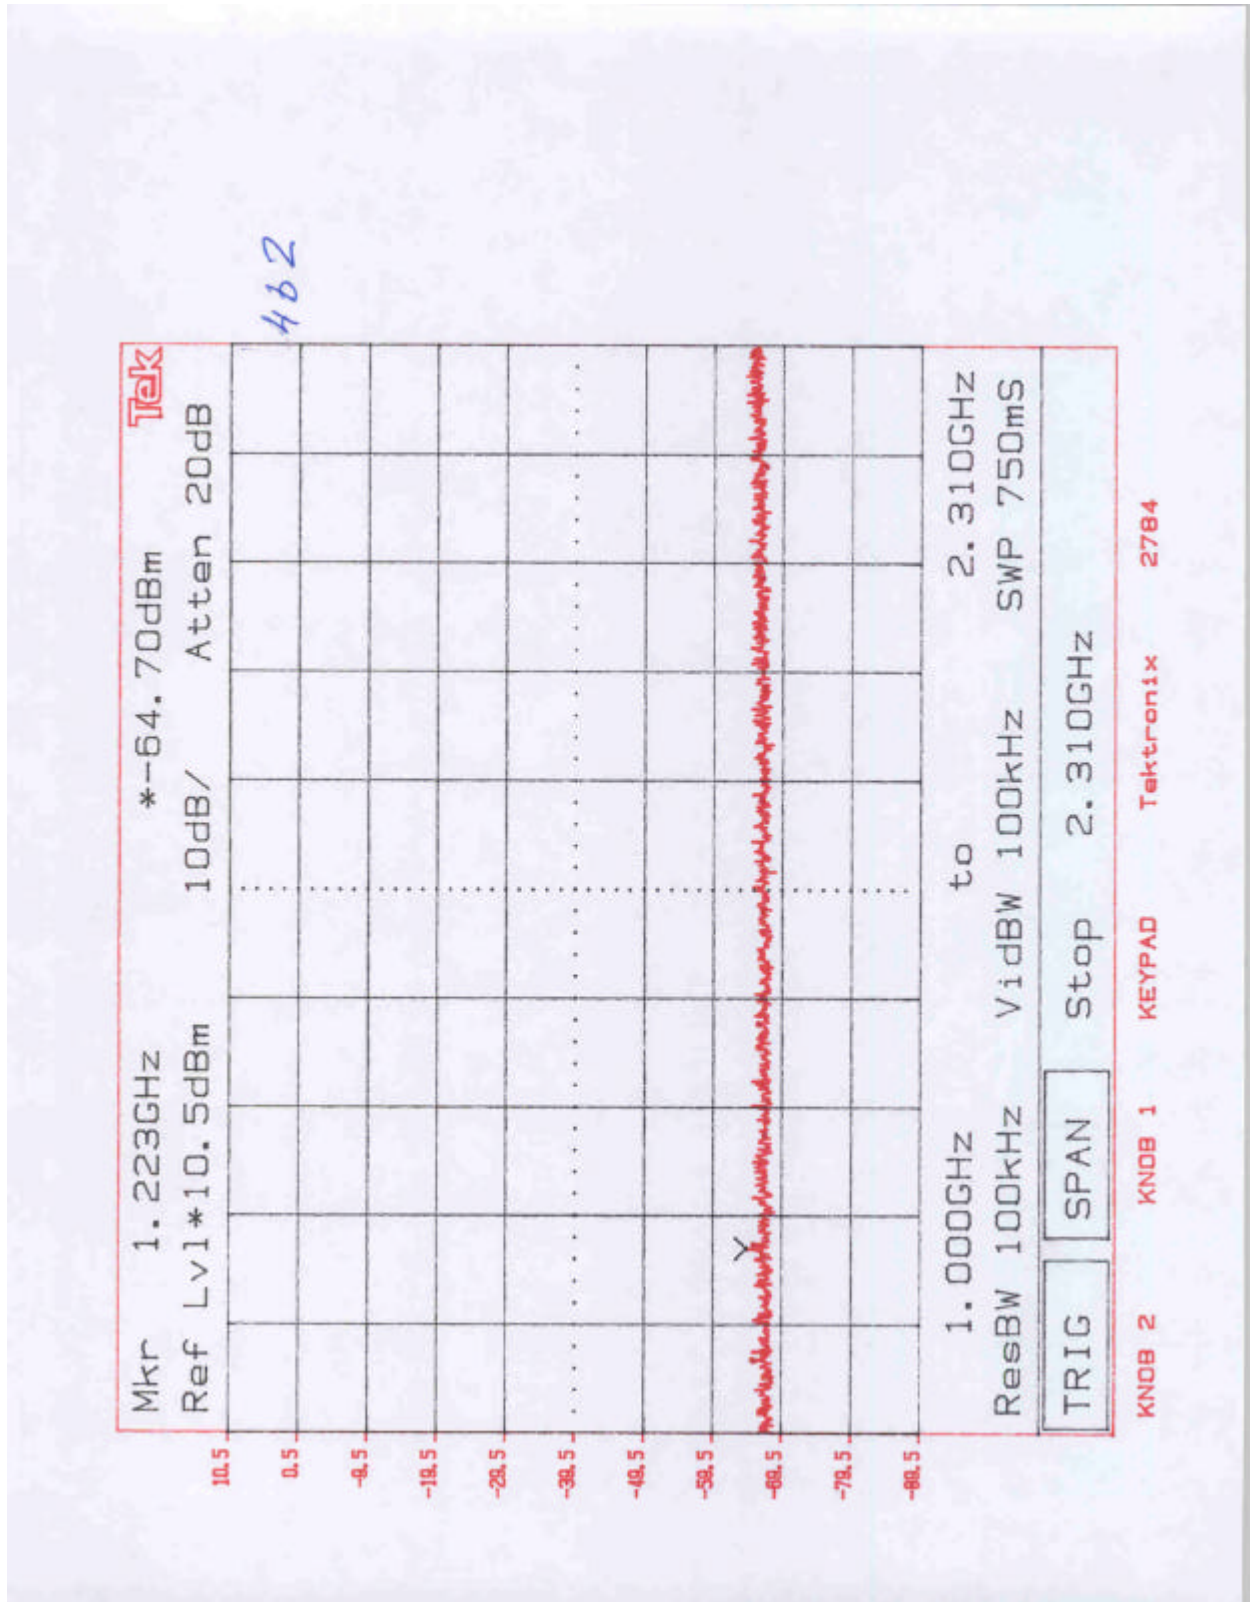 4b2
Mkr 1.223GHz *-64.70dBm Tek
Ref Lvl*10.5dBm 10dB/ Atten 20dB
10.5
0.5
-9.5
-19.5
-29.5
-39.5
-49.5
-59.5
-69.5
-79.5
-89.5
1.000GHz to 2.310GHz
ResBW 100kHz VidBW 100kHz SWP 750mS
TRIG SPAN Stop 2.310GHz
KNOB 2 KNOB 1 KEYPAD Tektronix 2784